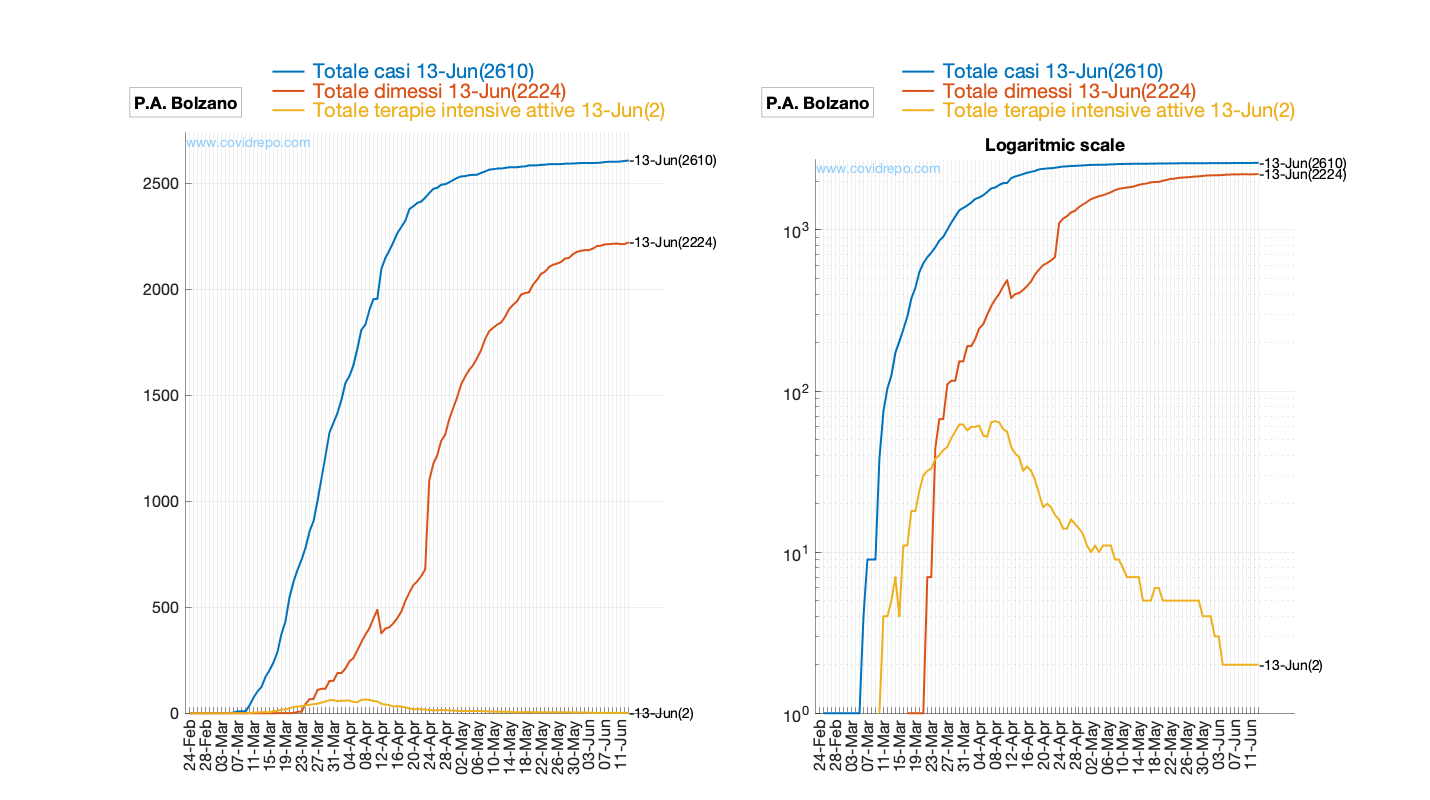 Totale casi 13-Jun(2610)
Totale dimessi 13-Jun(2224)
Totale terapie intensive attive 13-Jun(2)
P.A. Bolzano
www.covidrepo.com
2500
2000
1500
1000
500
0
-13-Jun(2610)
-13-Jun(2224)
-13-Jun(2)
24-Feb
28-Feb
03-Mar
07-Mar
11-Mar
15-Mar
19-Mar
23-Mar
27-Mar
31-Mar
04-Apr
08-Apr
12-Apr
16-Apr
20-Apr
24-Apr
28-Apr
02-May
06-May
10-May
14-May
18-May
22-May
26-May
30-May
03-Jun
07-Jun
11-Jun
Totale casi 13-Jun(2610)
Totale dimessi 13-Jun(2224)
Totale terapie intensive attive 13-Jun(2)
P.A. Bolzano
Logaritmic scale
www.covidrepo.com
10³
10²
10¹
10⁰
-13-Jun(2610)
-13-Jun(2224)
-13-Jun(2)
24-Feb
28-Feb
03-Mar
07-Mar
11-Mar
15-Mar
19-Mar
23-Mar
27-Mar
31-Mar
04-Apr
08-Apr
12-Apr
16-Apr
20-Apr
24-Apr
28-Apr
02-May
06-May
10-May
14-May
18-May
22-May
26-May
30-May
03-Jun
07-Jun
11-Jun